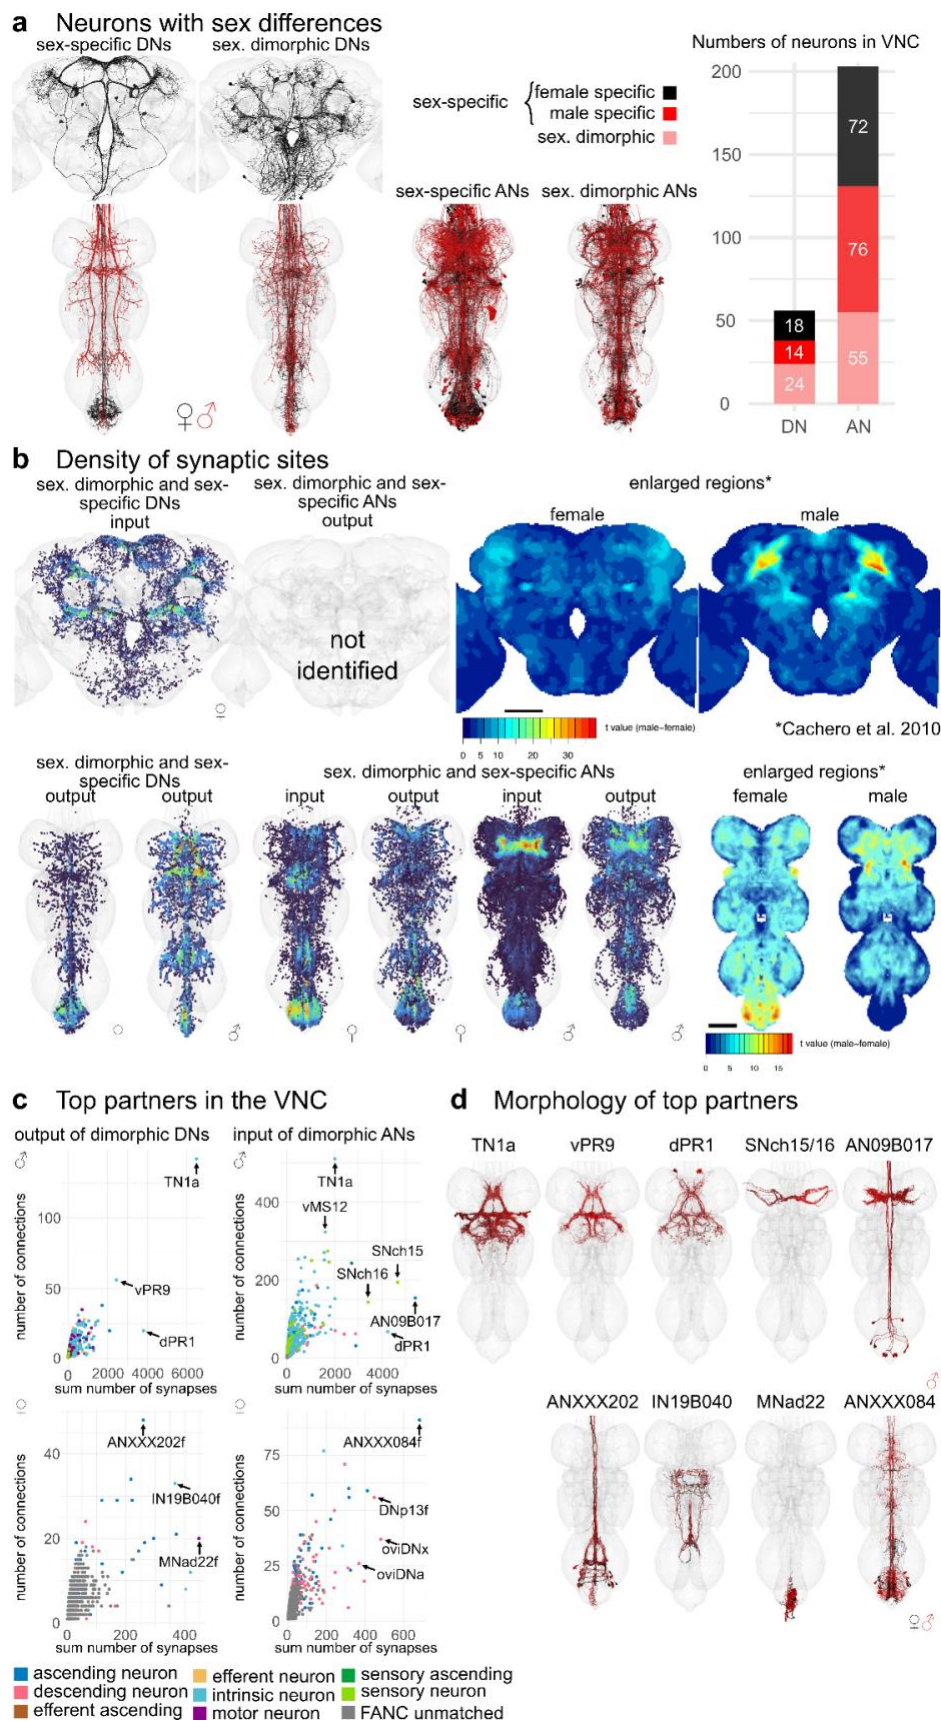 a Neurons with sex differences
sex-specific DNs
sex. dimorphic DNs
sex-specific
female specific
male specific
sex. dimorphic
sex-specific ANs
sex. dimorphic ANs
♀♂
Numbers of neurons in VNC
200
150
100
50
0
72
76
55
18
14
24
DN
AN
b Density of synaptic sites
sex. dimorphic and sex-
specific DNs
input
♀
sex. dimorphic and sex-
specific ANs
output
not
identified
enlarged regions*
female
male
0 5 10 20 30
t value (male-female)
*Cachero et al. 2010
sex. dimorphic and sex-
specific DNs
output
output
♀
♂
sex. dimorphic and sex-specific ANs
input
output
input
output
♀
♀
♂
♂
enlarged regions*
female
male
0 5 10 15
t value (male-female)
c Top partners in the VNC
output of dimorphic DNs
input of dimorphic ANs
♂
number of connections
100
50
0
TN1a
vPR9
dPR1
0 2000 4000 6000
sum number of synapses
♂
number of connections
400
200
0
TN1a
vMS12
SNch15
SNch16
AN09B017
dPR1
0 2000 4000
sum number of synapses
♀
number of connections
40
20
0
ANXXX202f
IN19B040f
MNad22f
0 200 400
sum number of synapses
♀
number of connections
75
50
25
0
ANXXX084f
DNp13f
oviDNx
oviDNa
0 200 400 600
sum number of synapses
ascending neuron
descending neuron
efferent ascending
efferent neuron
intrinsic neuron
motor neuron
sensory ascending
sensory neuron
FANC unmatched
d Morphology of top partners
TN1a
vPR9
dPR1
SNch15/16
AN09B017
♂
ANXXX202
IN19B040
MNad22
ANXXX084
♀♂